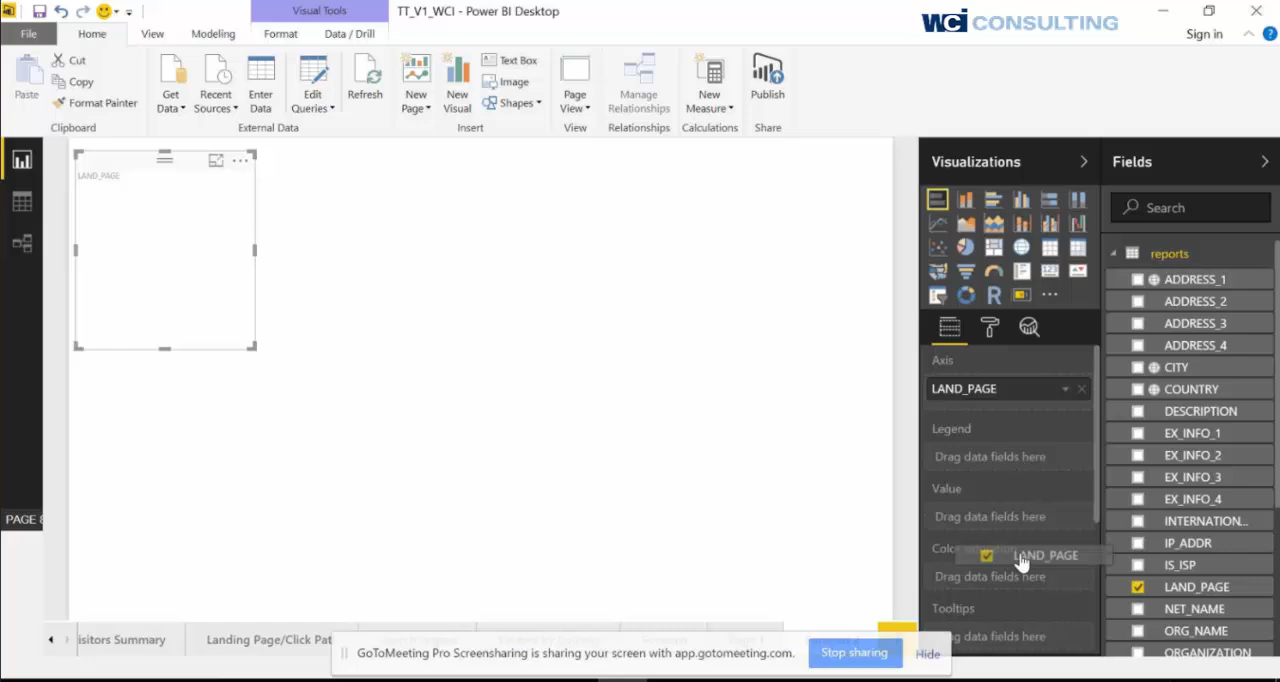 Visual Tools
TT_V1_WCI - Power BI Desktop
WCI CONSULTING
File
Home
View
Modeling
Format
Data / Drill
Sign in
Paste
Cut
Copy
Format Painter
Clipboard
Get Data
Recent Sources
Enter Data
Edit Queries
Refresh
External Data
New Page
New Visual
Text Box
Image
Shapes
Insert
Page View
View
Manage Relationships
Relationships
New Measure
Calculations
Publish
Share
LAND_PAGE
PAGE 8
Visualizations
Axis
LAND_PAGE
Legend
Drag data fields here
Value
Drag data fields here
LAND_PAGE
Drag data fields here
Tooltips
data fields here
Fields
Search
reports
ADDRESS_1
ADDRESS_2
ADDRESS_3
ADDRESS_4
CITY
COUNTRY
DESCRIPTION
EX_INFO_1
EX_INFO_2
EX_INFO_3
EX_INFO_4
INTERNATION...
IP_ADDR
IS_ISP
LAND_PAGE
NET_NAME
ORG_NAME
ORGANIZATION
isitors Summary
Landing Page/Click Pat
GoToMeeting Pro Screensharing is sharing your screen with app.gotomeeting.com.
Stop sharing
Hide